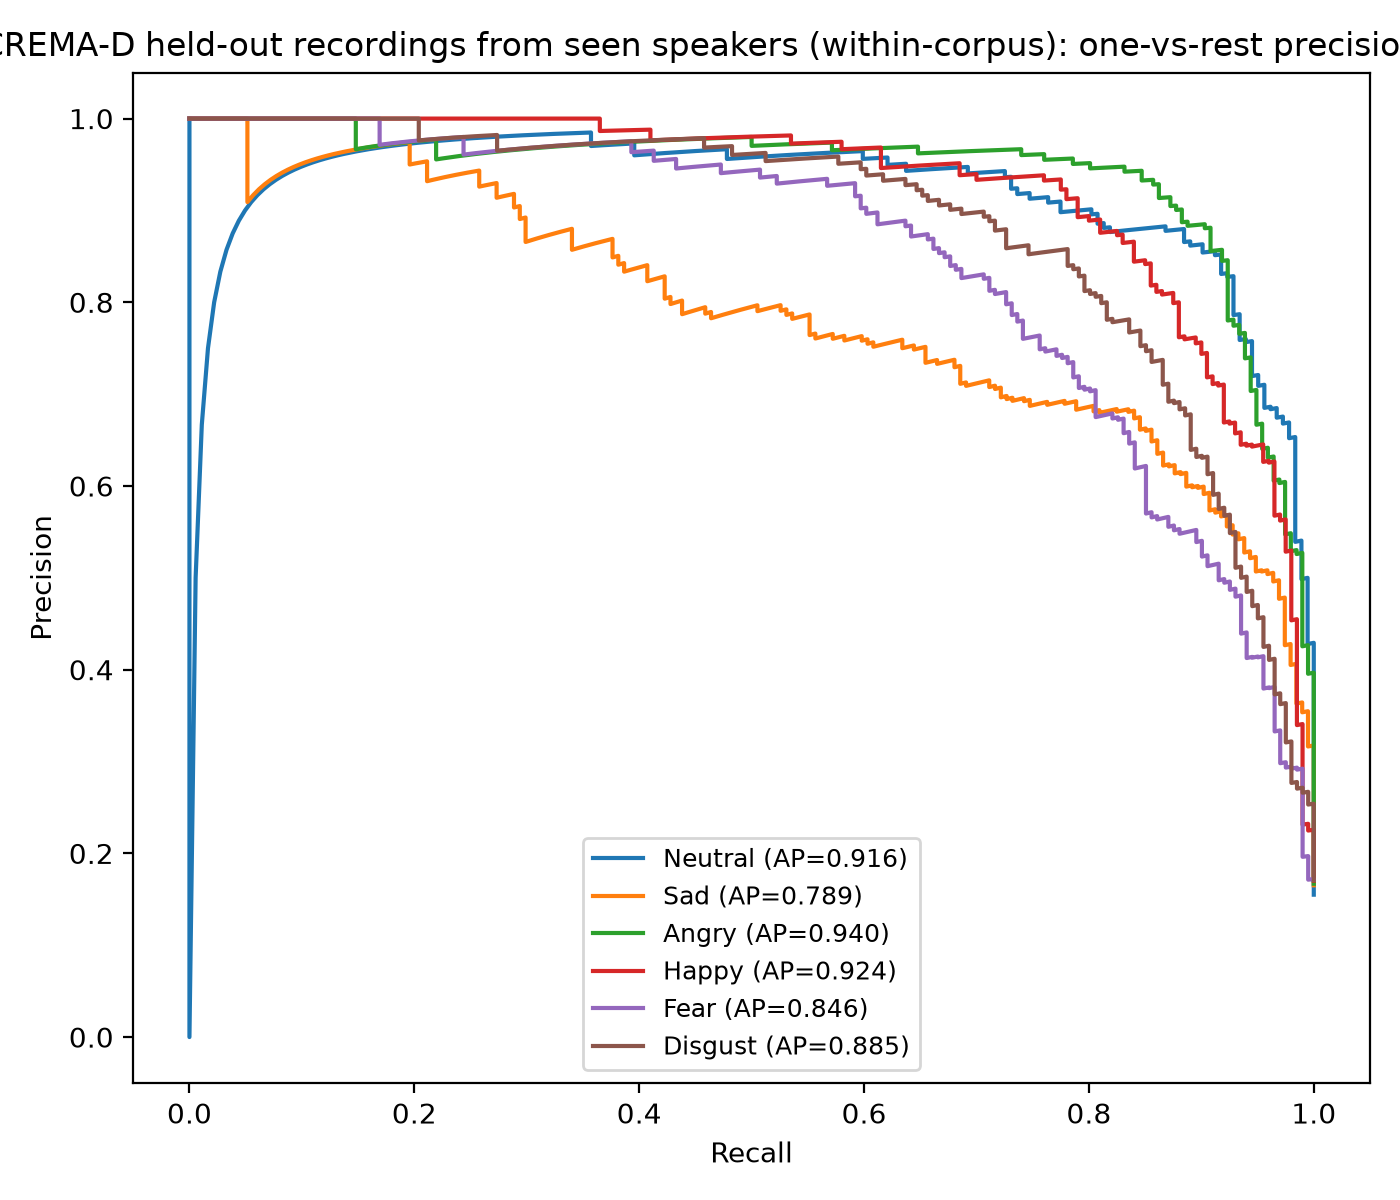 CREMA-D held-out recordings from seen speakers (within-corpus): one-vs-rest
Precision
1.0
0.8
0.6
0.4
0.2
0.0
Neutral (AP=0.916)
Sad (AP=0.789)
Angry (AP=0.940)
Happy (AP=0.924)
Fear (AP=0.846)
Disgust (AP=0.885)
0.0 0.2 0.4 0.6 0.8 1.0
Recall